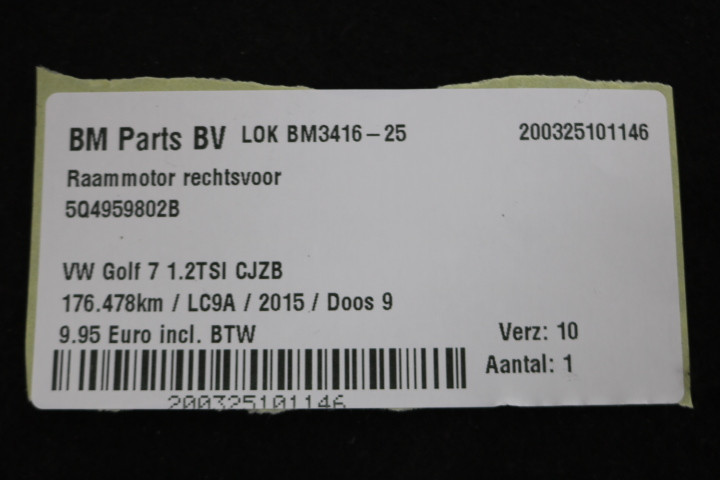 BM Parts BV LOK BM3416-25 200325101146
Raammotor rechtsvoor
5Q4959802B
VW Golf 7 1.2TSI CJZB
176.478km / LC9A / 2015 / Doos 9
9.95 Euro incl. BTW Verz: 10
Aantal: 1
200325101146